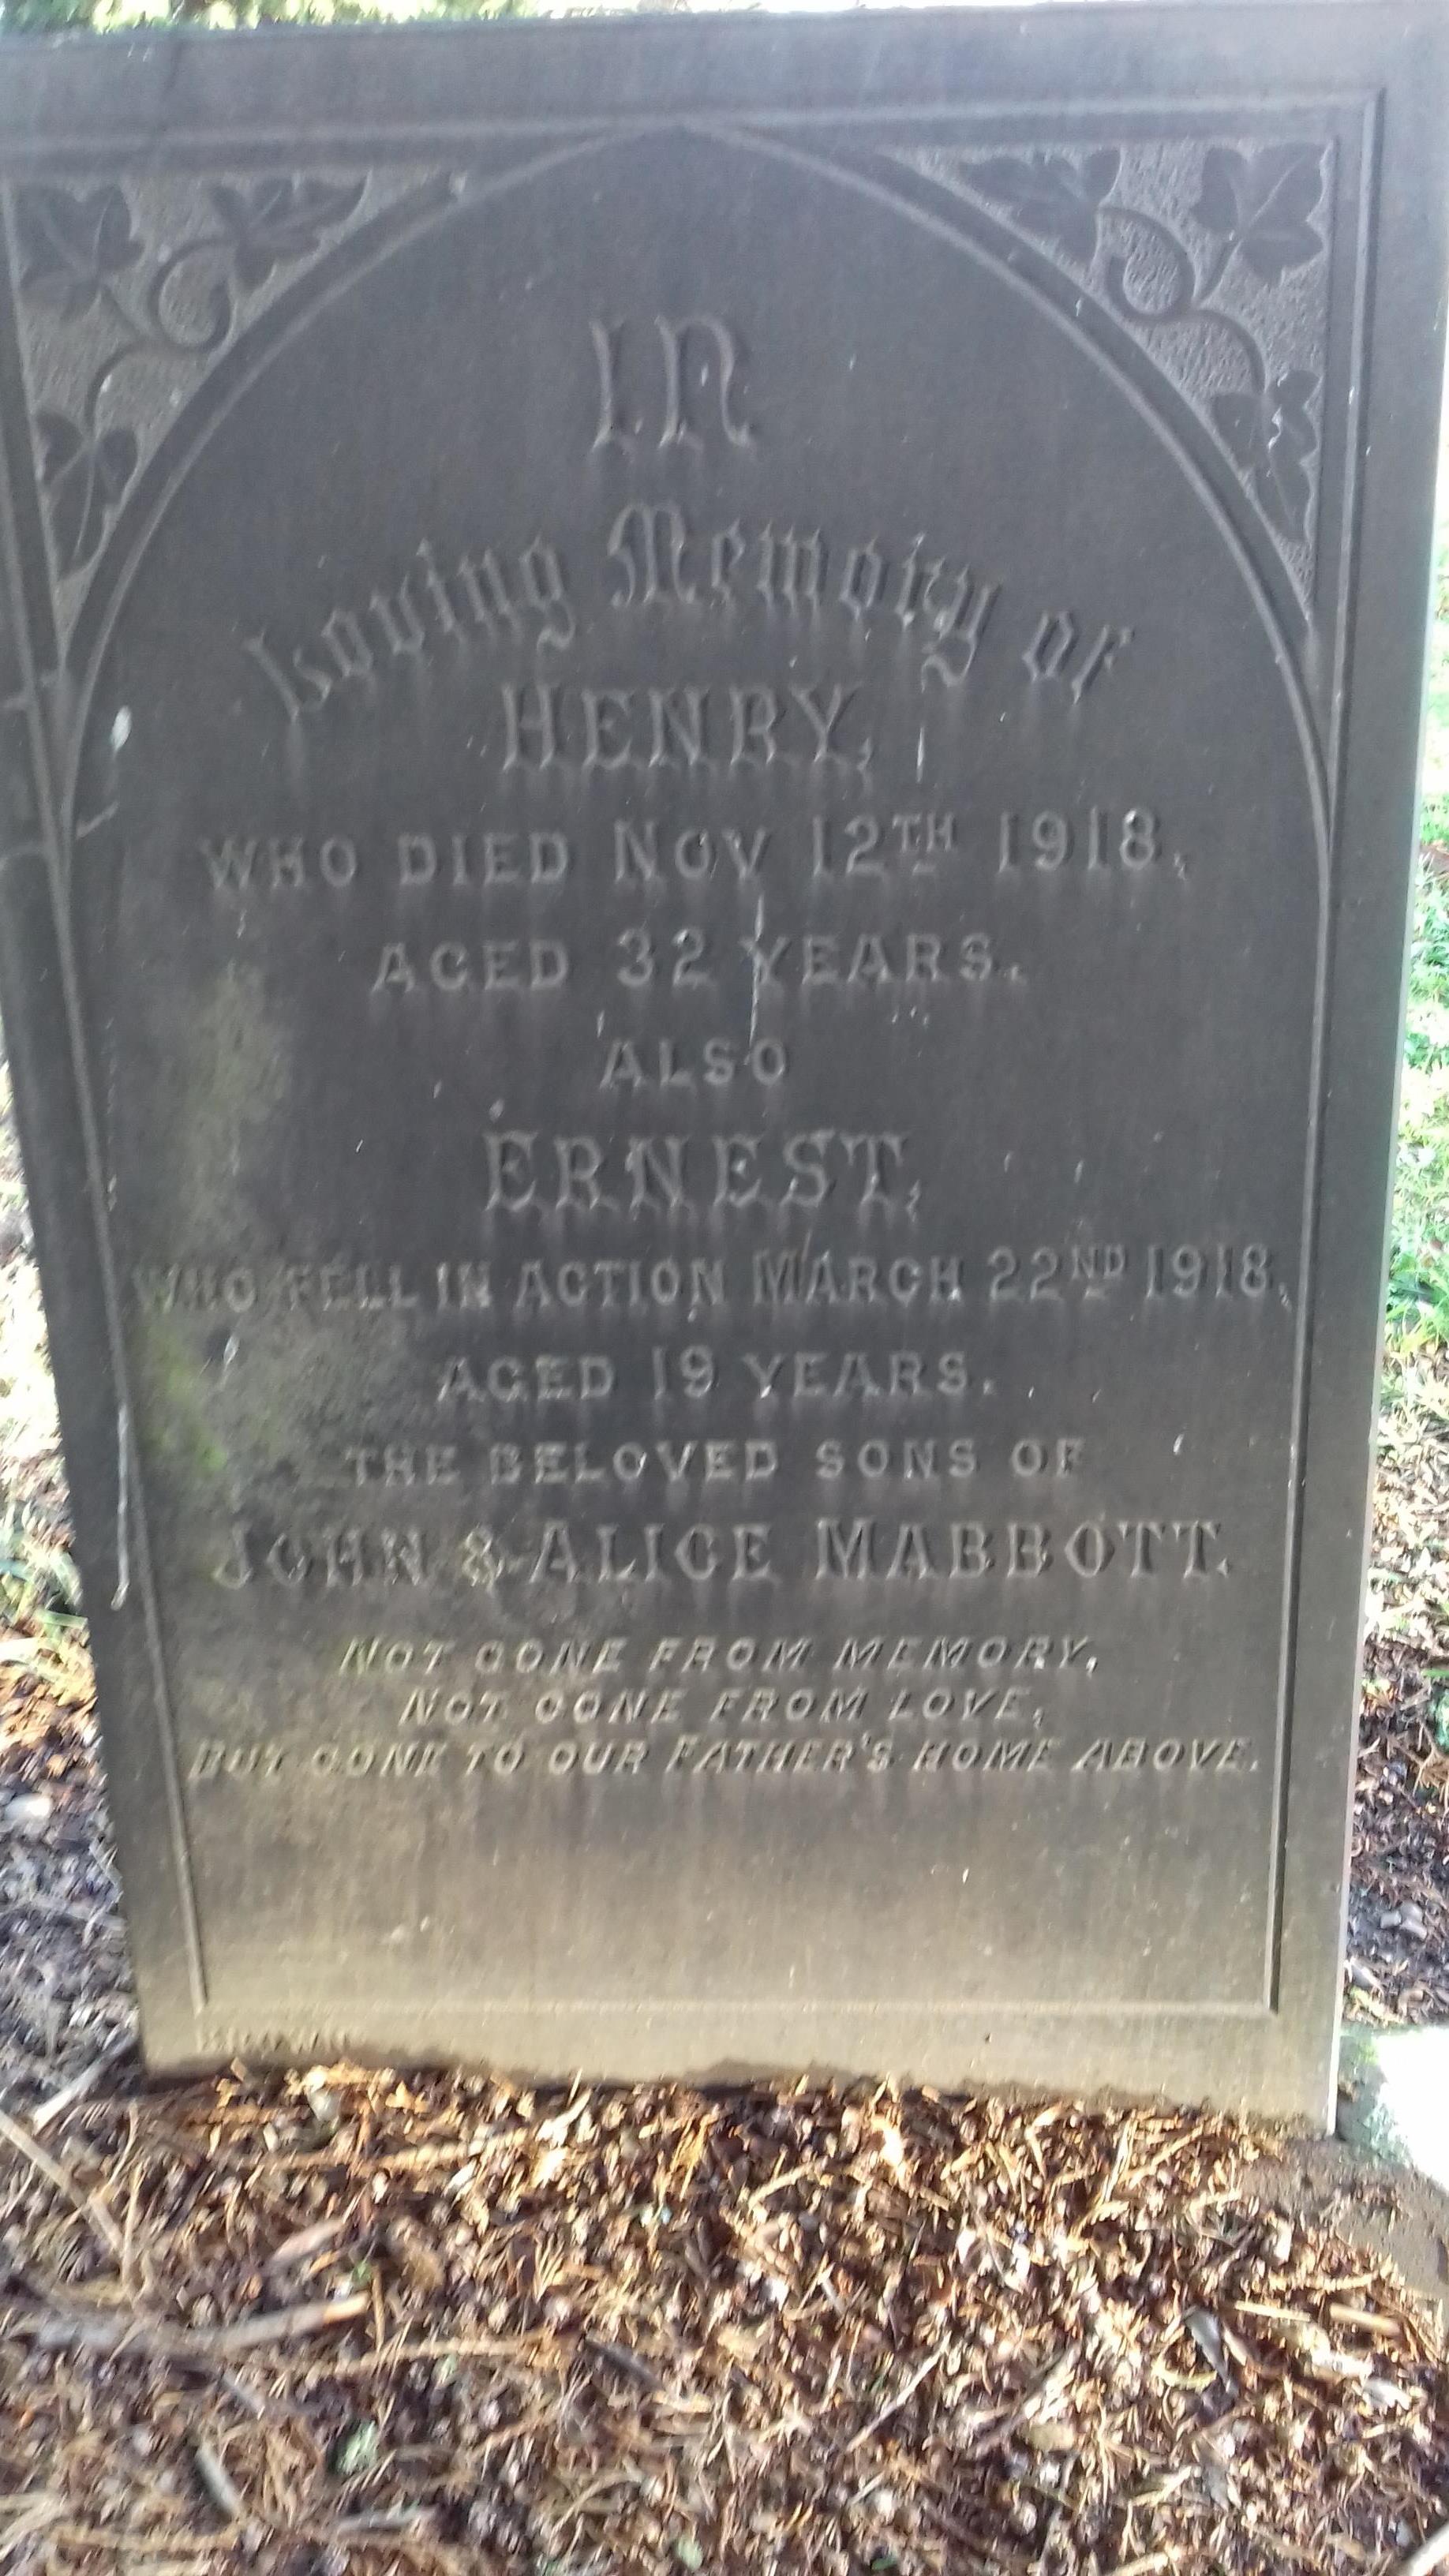 In
Loving Memory of
HENRY,
WHO DIED NOV 12TH 1918,
AGED 32 YEARS.
ALSO
ERNEST,
WHO FELL IN ACTION MARCH 22ND 1918,
AGED 19 YEARS.
THE BELOVED SONS OF
JOHN & ALICE MABBOTT.
NOT GONE FROM MEMORY,
NOT GONE FROM LOVE,
BUT GONE TO OUR FATHER'S HOME ABOVE.